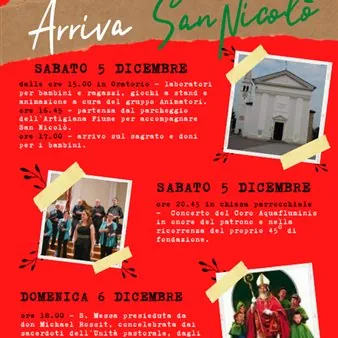 Arriva San Nicolò
SABATO 5 DICEMBRE
dalle ore 15.00 in Oratorio - laboratori
per bambini e ragazzi, giochi a stand e
animazione a cura del gruppo Animatori.
ore 16.45 - partenza dal parcheggio
dell'Artigiana Fiume per accompagnare
San Nicolò.
ore 17.00 - arrivo sul sagrato e doni
per i bambini.
SABATO 5 DICEMBRE
ore 20.45 in chiesa parrocchiale
- Concerto del Coro Aquafluminis
in onore del patrono e nella
ricorrenza del proprio 45° di
fondazione.
DOMENICA 6 DICEMBRE
ore 18.00 - S. Messa presieduta da
don Michael Rossit, concelebrata dai
sacerdoti dell'Unità pastorale, dagli